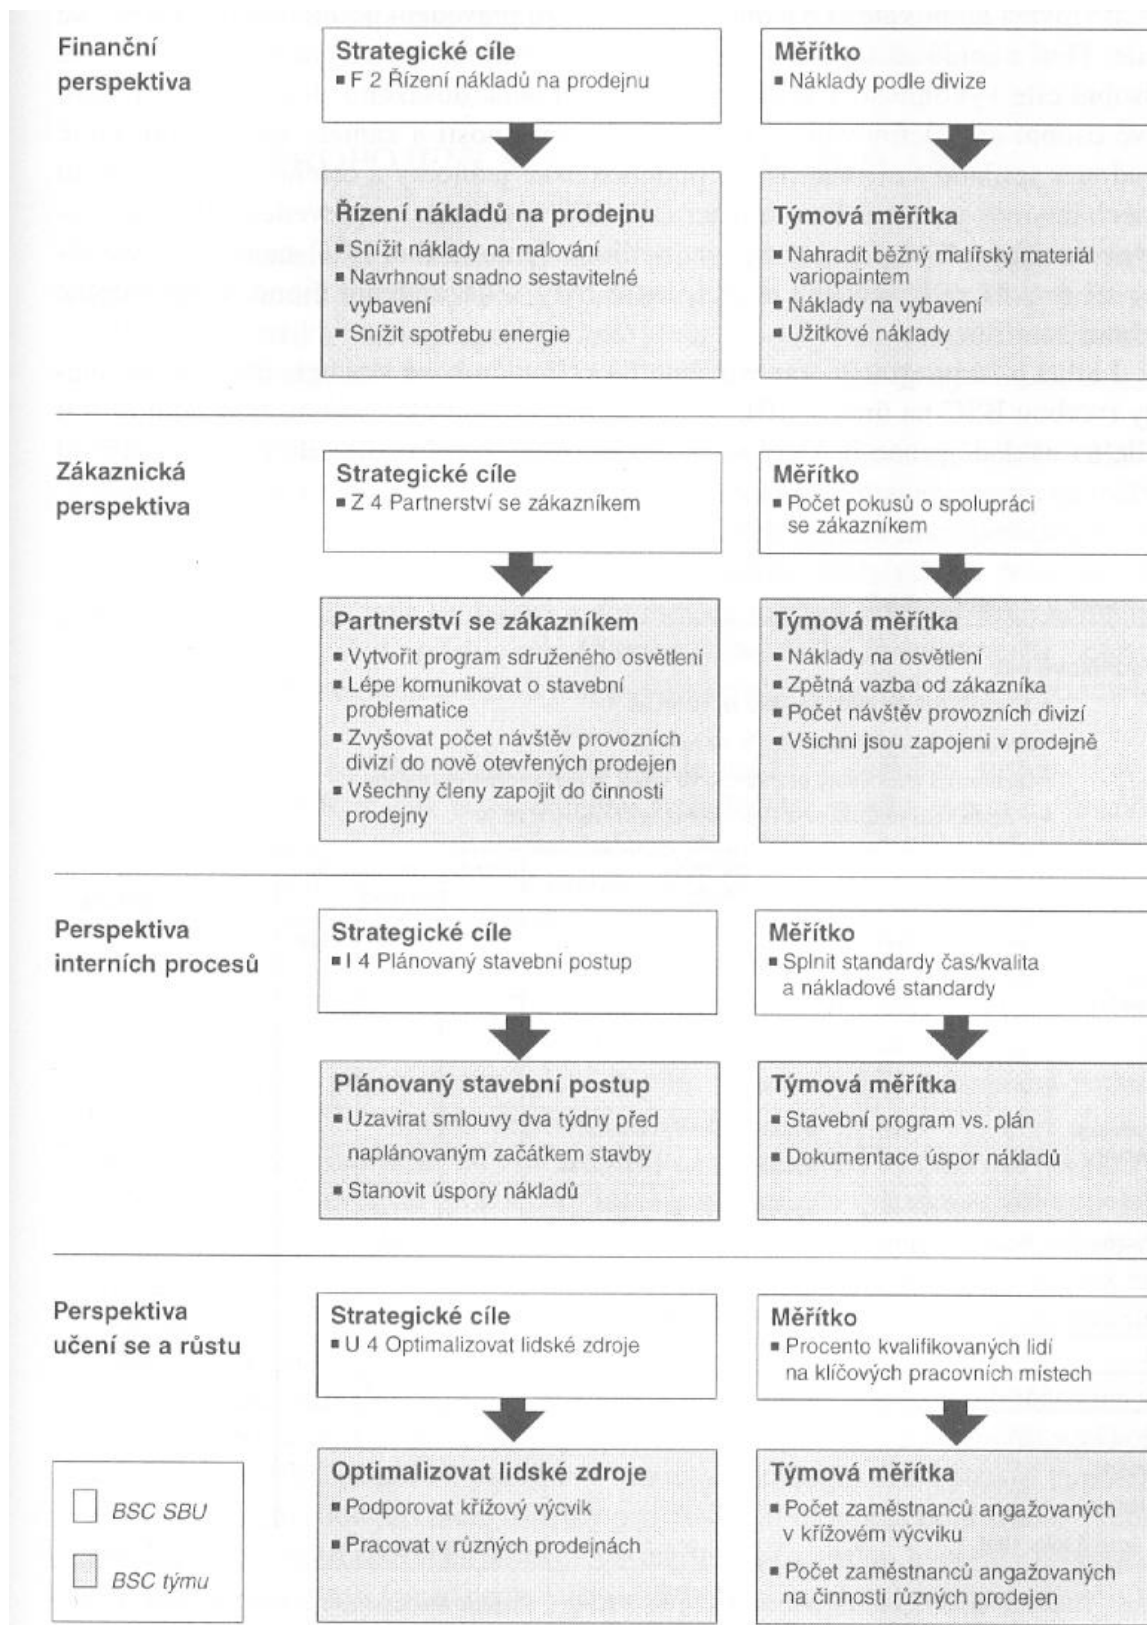 Finanční
perspektiva
Strategické cíle
▪ F 2 Řízení nákladů na prodejnu
Měřítko
▪ Náklady podle divize
Řízení nákladů na prodejnu
▪ Snížit náklady na malování
▪ Navrhnout snadno sestavitelné
vybavení
▪ Snížit spotřebu energie
Týmová měřítka
▪ Nahradit běžný malířský materiál
variopaintem
▪ Náklady na vybavení
▪ Užitkové náklady
Zákaznická
perspektiva
Strategické cíle
▪ Z 4 Partnerství se zákazníkem
Měřítko
▪ Počet pokusů o spolupráci
se zákazníkem
Partnerství se zákazníkem
▪ Vytvořit program sdruženého osvětlení
▪ Lépe komunikovat o stavební
problematice
▪ Zvyšovat počet návštěv provozních
divizí do nově otevřených prodejen
▪ Všechny členy zapojit do činnosti
prodejny
Týmová měřítka
▪ Náklady na osvětlení
▪ Zpětná vazba od zákazníka
▪ Počet návštěv provozních divizí
▪ Všichni jsou zapojeni v prodejně
Perspektiva
interních procesů
Strategické cíle
▪ I 4 Plánovaný stavební postup
Měřítko
▪ Splnit standardy čas/kvalita
a nákladové standardy
Plánovaný stavební postup
▪ Uzavírat smlouvy dva týdny před
naplánovaným začátkem stavby
▪ Stanovit úspory nákladů
Týmová měřítka
▪ Stavební program vs. plán
▪ Dokumentace úspor nákladů
Perspektiva
učení se a růstu
Strategické cíle
▪ U 4 Optimalizovat lidské zdroje
Měřítko
▪ Procento kvalifikovaných lidí
na klíčových pracovních místech
Optimalizovat lidské zdroje
▪ Podporovat křížový výcvik
▪ Pracovat v různých prodejnách
Týmová měřítka
▪ Počet zaměstnanců angažovaných
v křížovém výcviku
▪ Počet zaměstnanců angažovaných
na činnosti různých prodejen
BSC SBU
BSC týmu